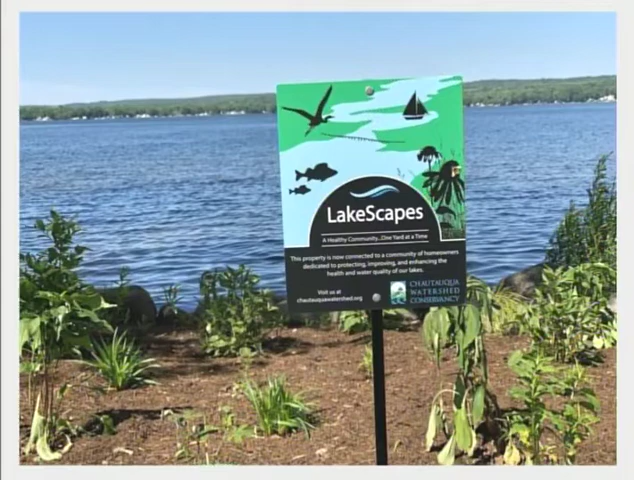 LakeScapes
A Healthy Community...One Yard at a Time
This property is now connected to a community of homeowners
dedicated to protecting, improving, and enhancing the
health and water quality of our lakes.
Visit us at
chautauquawatershed.org
CHAUTAUQUA
WATERSHED
CONSERVANCY